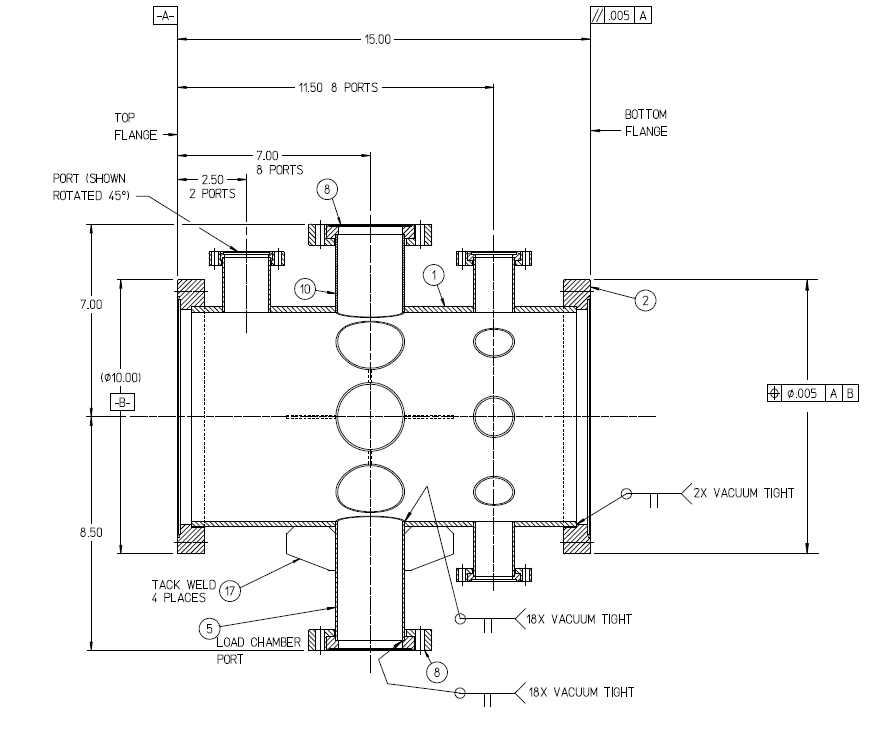 -A-
// .005 A
15.00
11.50 8 PORTS
TOP
FLANGE
BOTTOM
FLANGE
7.00
8 PORTS
PORT (SHOWN
ROTATED 45°)
2.50
2 PORTS
8
10
1
2
7.00
(⌀10.00)
-B-
⌖ ⌀.005 A B
2X VACUUM TIGHT
8.50
TACK WELD
4 PLACES
17
18X VACUUM TIGHT
5
LOAD CHAMBER
PORT
8
18X VACUUM TIGHT